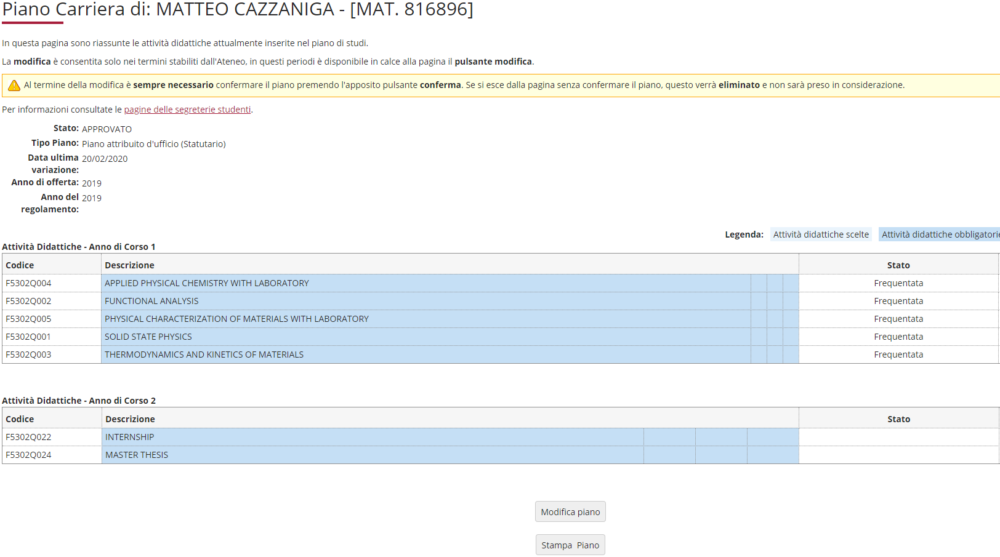 Piano Carriera di: MATTEO CAZZANIGA - [MAT. 816896]
In questa pagina sono riassunte le attività didattiche attualmente inserite nel piano di studi.
La modifica è consentita solo nei termini stabiliti dall'Ateneo, in questi periodi è disponibile in calce alla pagina il pulsante modifica.
Al termine della modifica è sempre necessario confermare il piano premendo l'apposito pulsante conferma. Se si esce dalla pagina senza confermare il piano, questo verrà eliminato e non sarà preso in considerazione.
Per informazioni consultate le pagine delle segreterie studenti.
Stato: APPROVATO
Tipo Piano: Piano attribuito d'ufficio (Statutario)
Data ultima variazione: 20/02/2020
Anno di offerta: 2019
Anno del regolamento: 2019
Legenda: Attività didattiche scelte Attività didattiche obbligatorie
Attività Didattiche - Anno di Corso 1
Codice Descrizione Stato
F5302Q004 APPLIED PHYSICAL CHEMISTRY WITH LABORATORY Frequentata
F5302Q002 FUNCTIONAL ANALYSIS Frequentata
F5302Q005 PHYSICAL CHARACTERIZATION OF MATERIALS WITH LABORATORY Frequentata
F5302Q001 SOLID STATE PHYSICS Frequentata
F5302Q003 THERMODYNAMICS AND KINETICS OF MATERIALS Frequentata
Attività Didattiche - Anno di Corso 2
Codice Descrizione Stato
F5302Q022 INTERNSHIP
F5302Q024 MASTER THESIS
Modifica piano
Stampa Piano